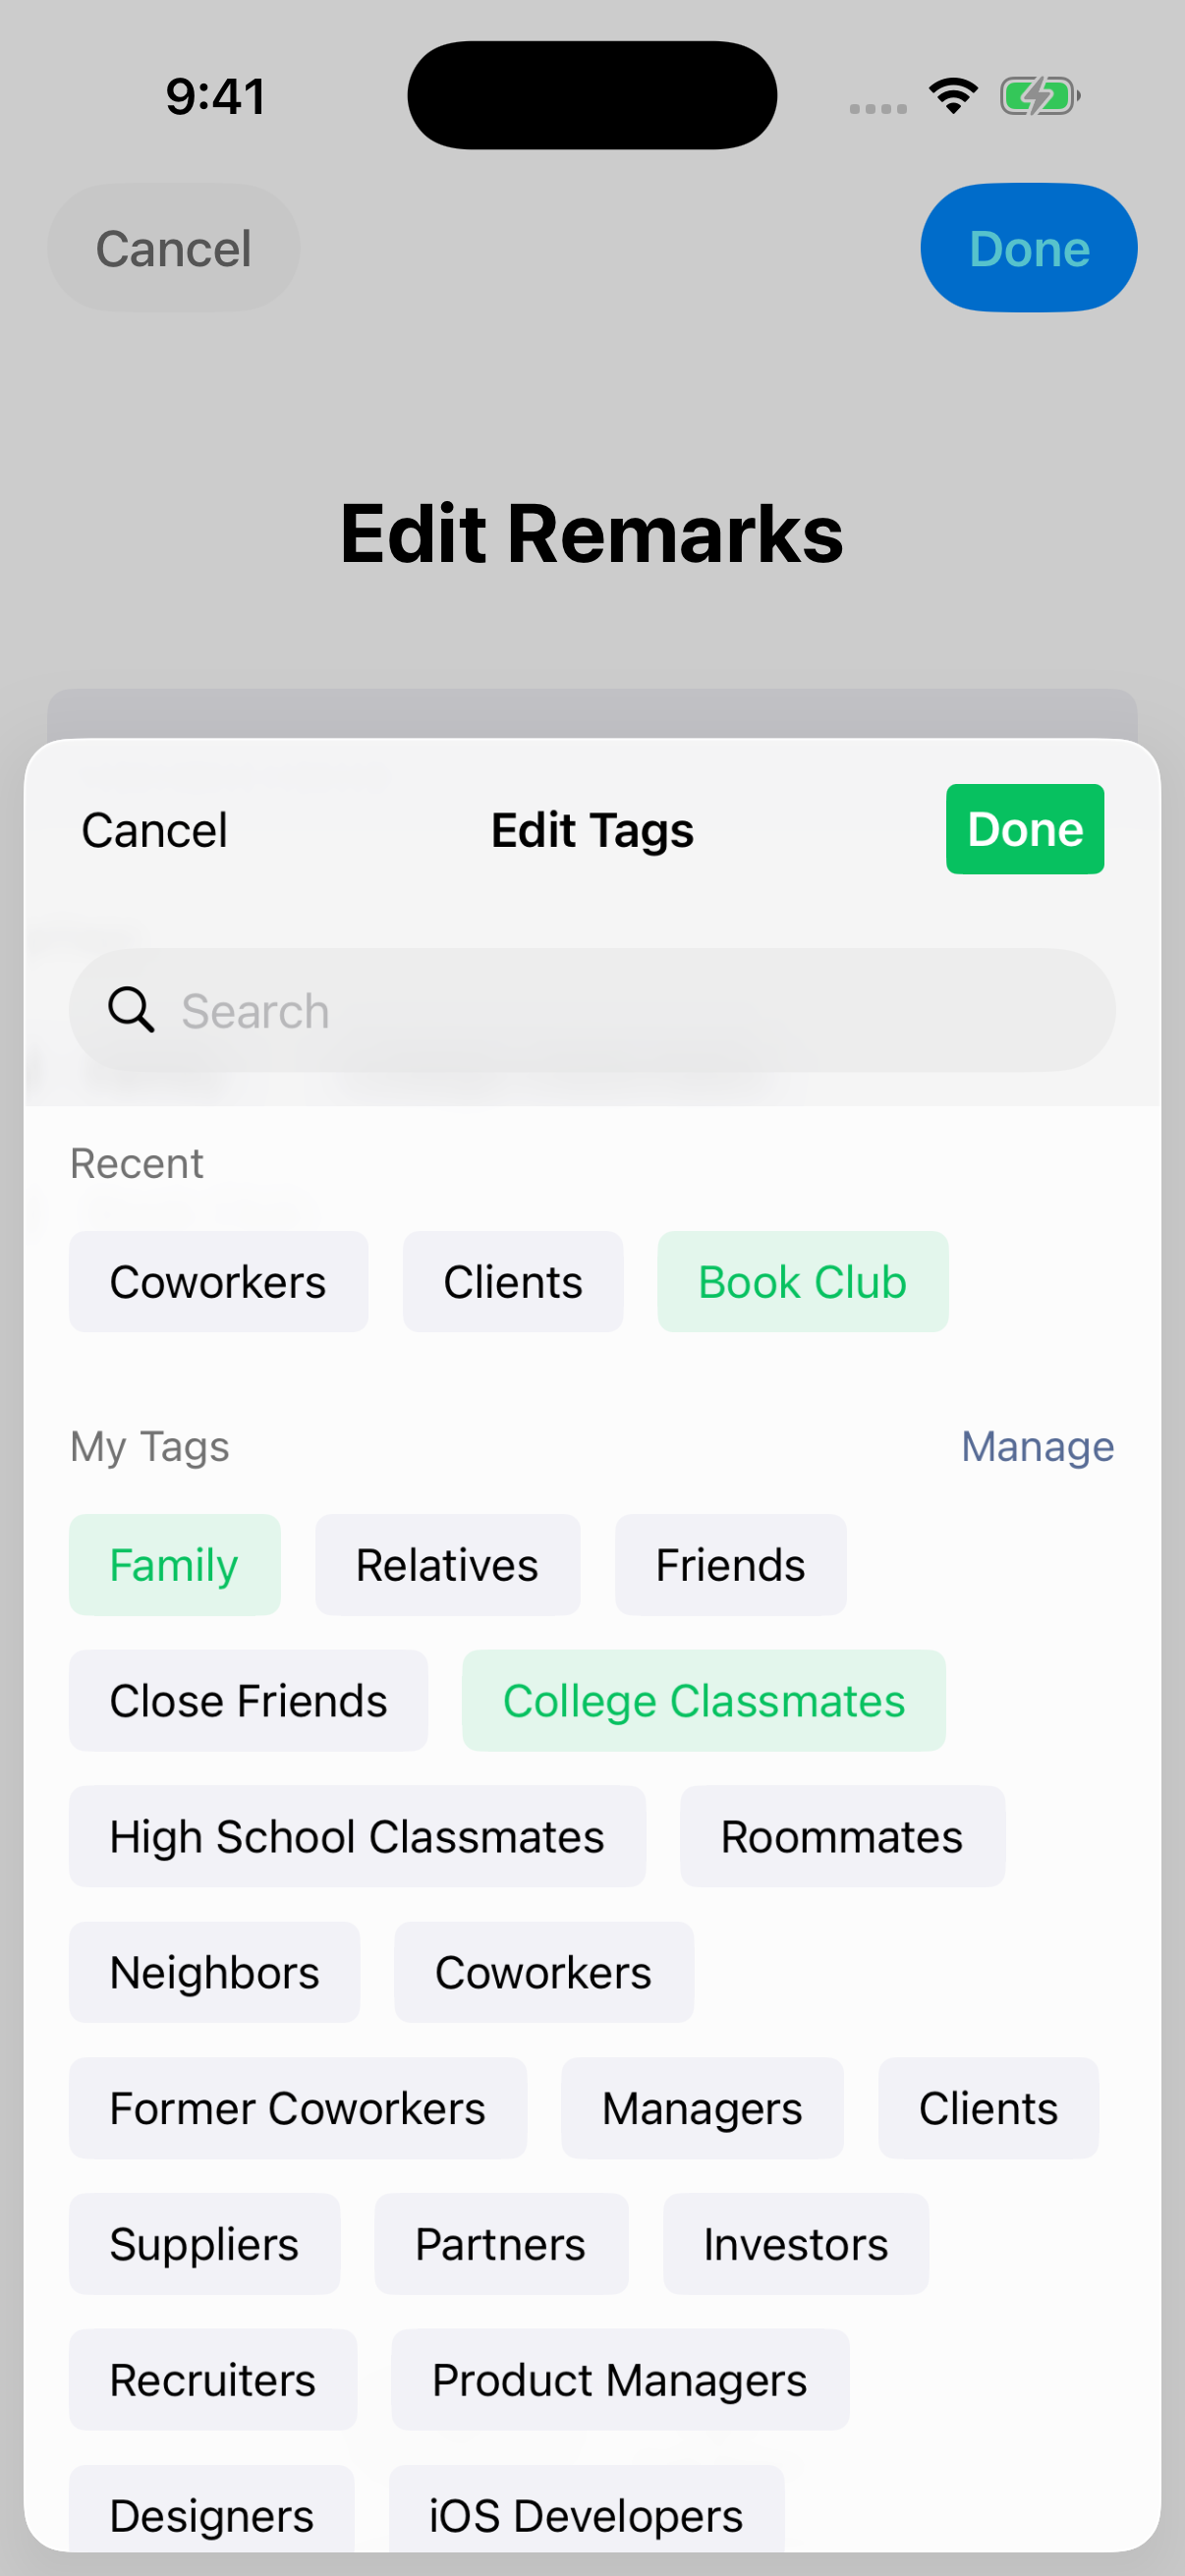 9:41
Cancel Done
Edit Remarks
Cancel Edit Tags Done
Search
Recent
Coworkers Clients Book Club
My Tags Manage
Family Relatives Friends
Close Friends College Classmates
High School Classmates Roommates
Neighbors Coworkers
Former Coworkers Managers Clients
Suppliers Partners Investors
Recruiters Product Managers
Designers iOS Developers